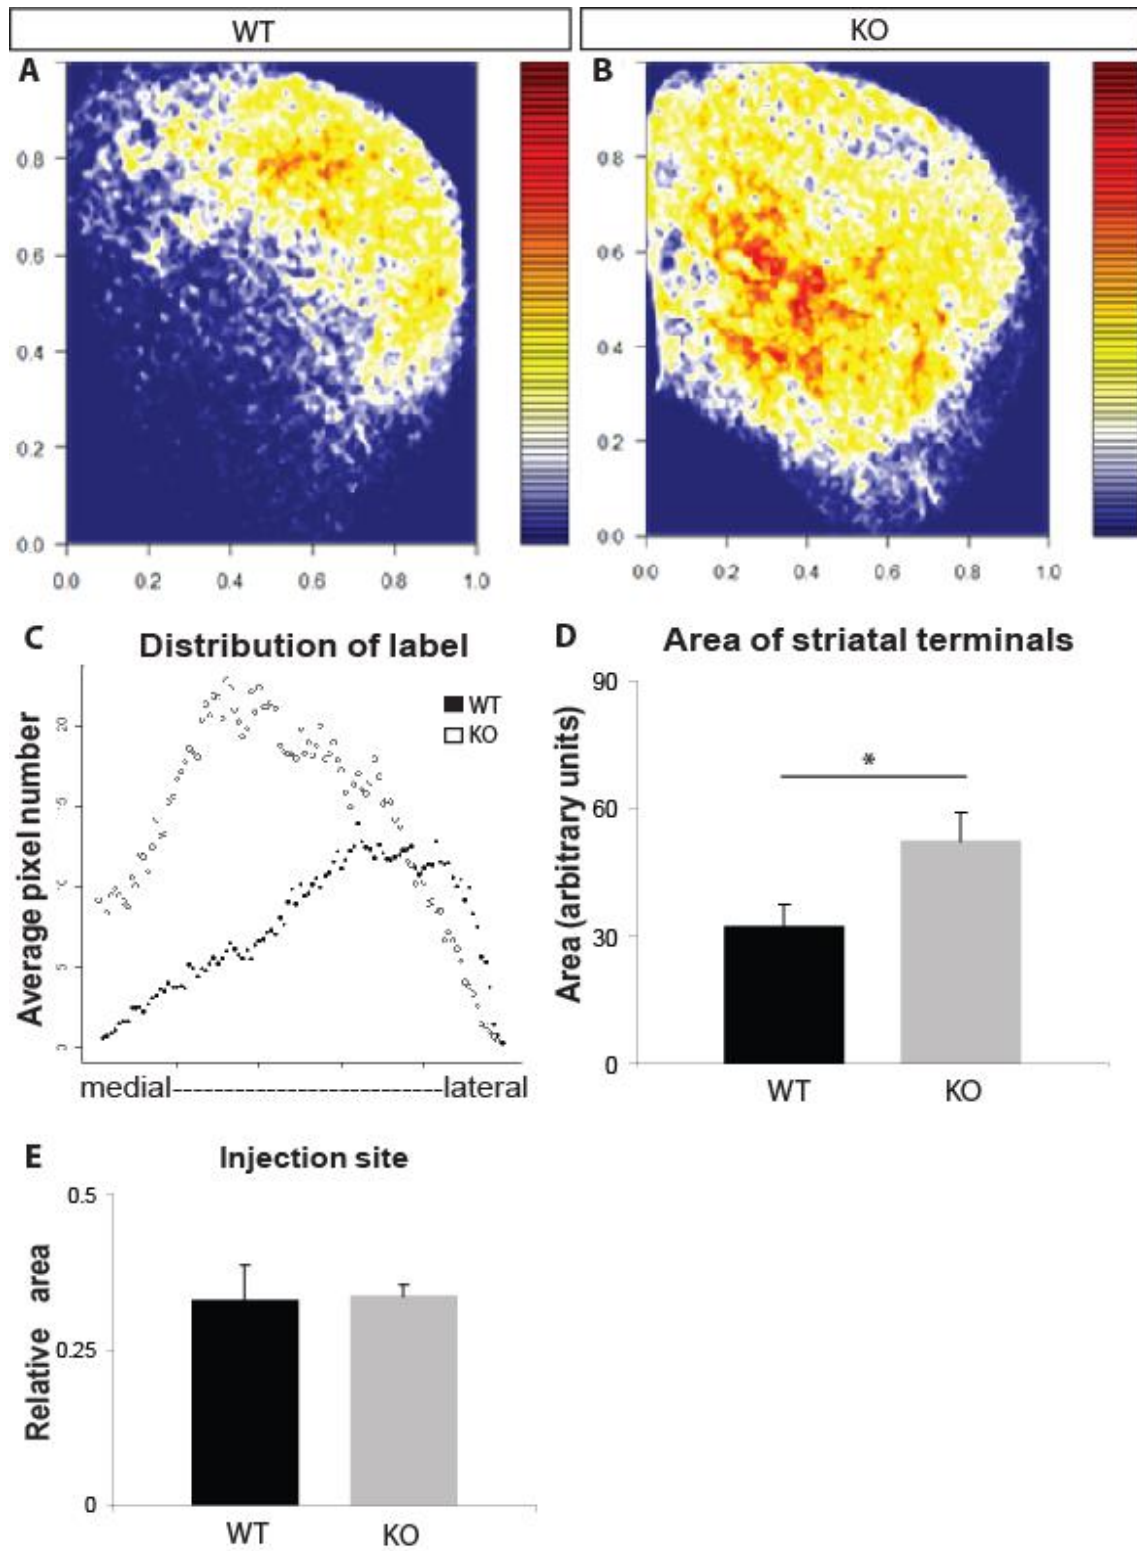 WT KO
A B
0.8 0.8
0.6 0.6
0.4 0.4
0.2 0.2
0.0 0.0
0.0 0.2 0.4 0.6 0.8 1.0 0.0 0.2 0.4 0.6 0.8 1.0
C Distribution of label
Average pixel number
20
10
5
WT
KO
medial--------------------------lateral
D Area of striatal terminals
Area (arbitrary units)
90
60
30
0
*
WT KO
E Injection site
Relative area
0.5
0.25
0
WT KO